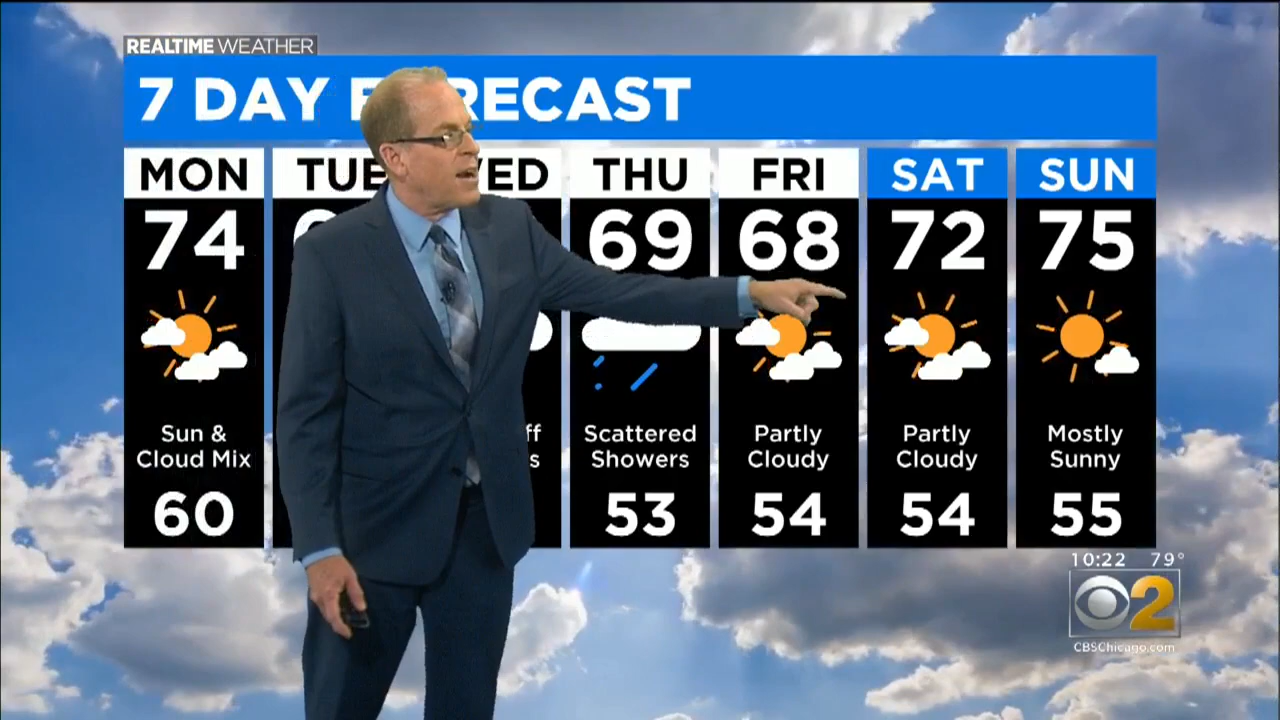 REALTIME WEATHER
7 DAY F RECAST
MON
TUE
ED
THU
FRI
SAT
SUN
74
69
68
72
75
Sun &
Cloud Mix
ff
s
Scattered
Showers
Partly
Cloudy
Partly
Cloudy
Mostly
Sunny
60
53
54
54
55
10:22 79°
2
CBSChicago.com